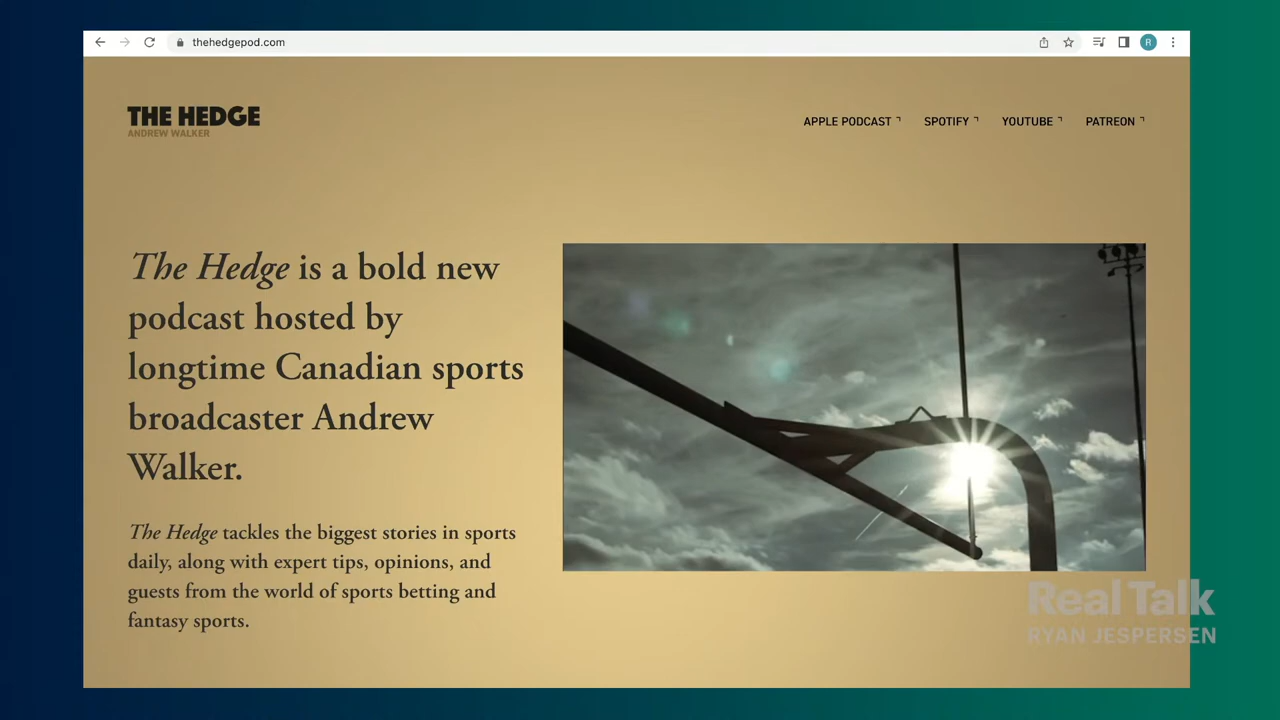 thehedgepod.com
R
THE HEDGE
ANDREW WALKER
APPLE PODCAST
SPOTIFY
YOUTUBE
PATREON
The Hedge is a bold new
podcast hosted by
longtime Canadian sports
broadcaster Andrew
Walker.
The Hedge tackles the biggest stories in sports
daily, along with expert tips, opinions, and
guests from the world of sports betting and
fantasy sports.
Real Talk
RYAN JESPERSEN